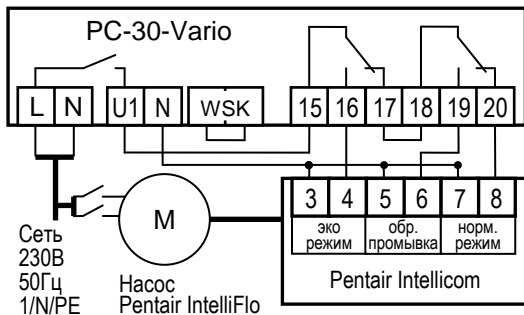 PC-30-Vario
L N U1 N WSK 15 16 17 18 19 20
3 4 5 6 7 8
эко режим
обр. промывка
норм. режим
M
Сеть
230В
50Гц
1/N/PE
Насос
Pentair IntelliFlo
Pentair Intellicom